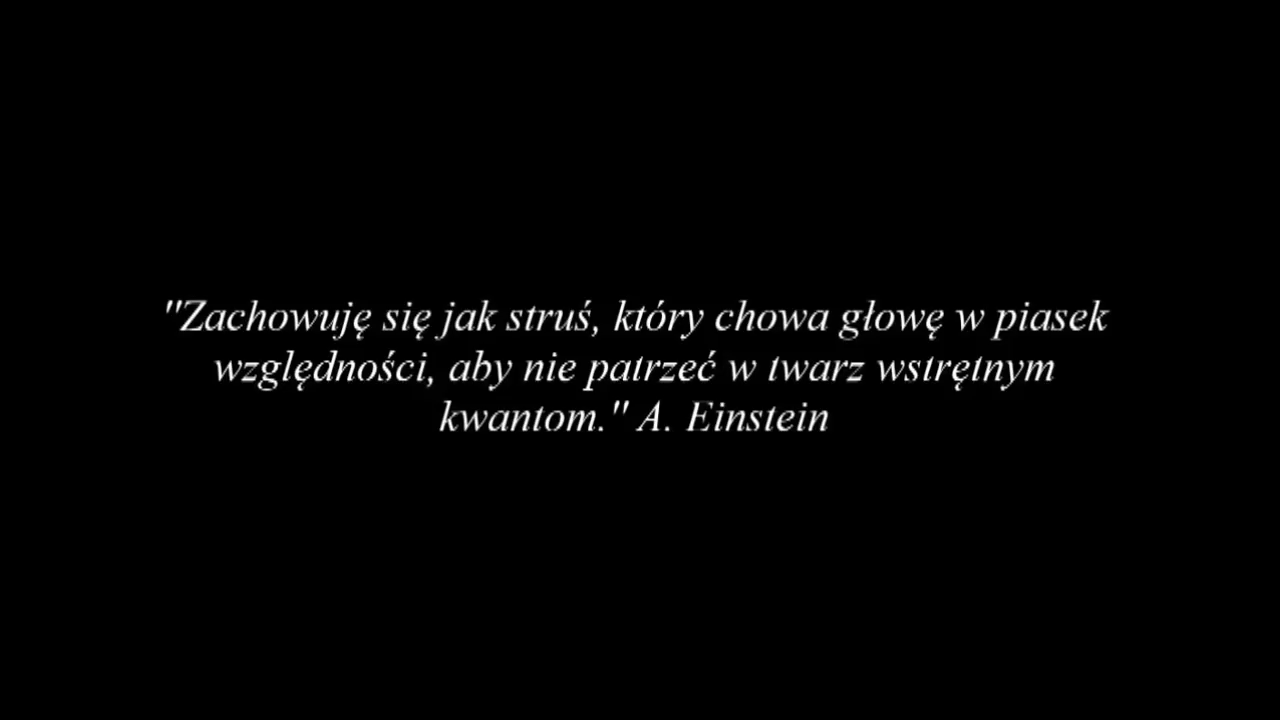 "Zachowuję się jak struś, który chowa głowę w piasek
względności, aby nie patrzeć w twarz wstrętnym
kwantom." A. Einstein